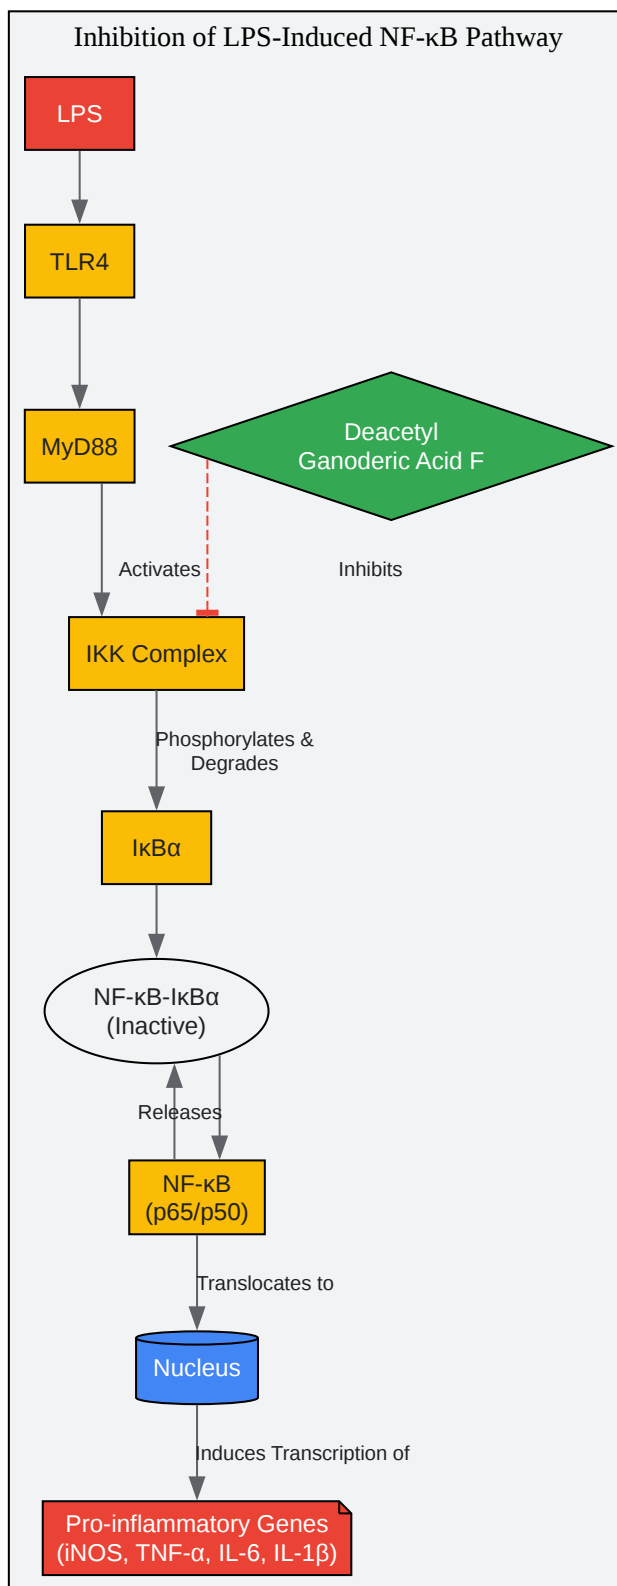 Inhibition of LPS-Induced NF-κB Pathway
LPS
TLR4
MyD88
Deacetyl
Ganoderic Acid F
Activates
Inhibits
IKK Complex
Phosphorylates &
Degrades
IκBα
NF-κB-IκBα
(Inactive)
Releases
NF-κB
(p65/p50)
Translocates to
Nucleus
Induces Transcription of
Pro-inflammatory Genes
(iNOS, TNF-α, IL-6, IL-1β)